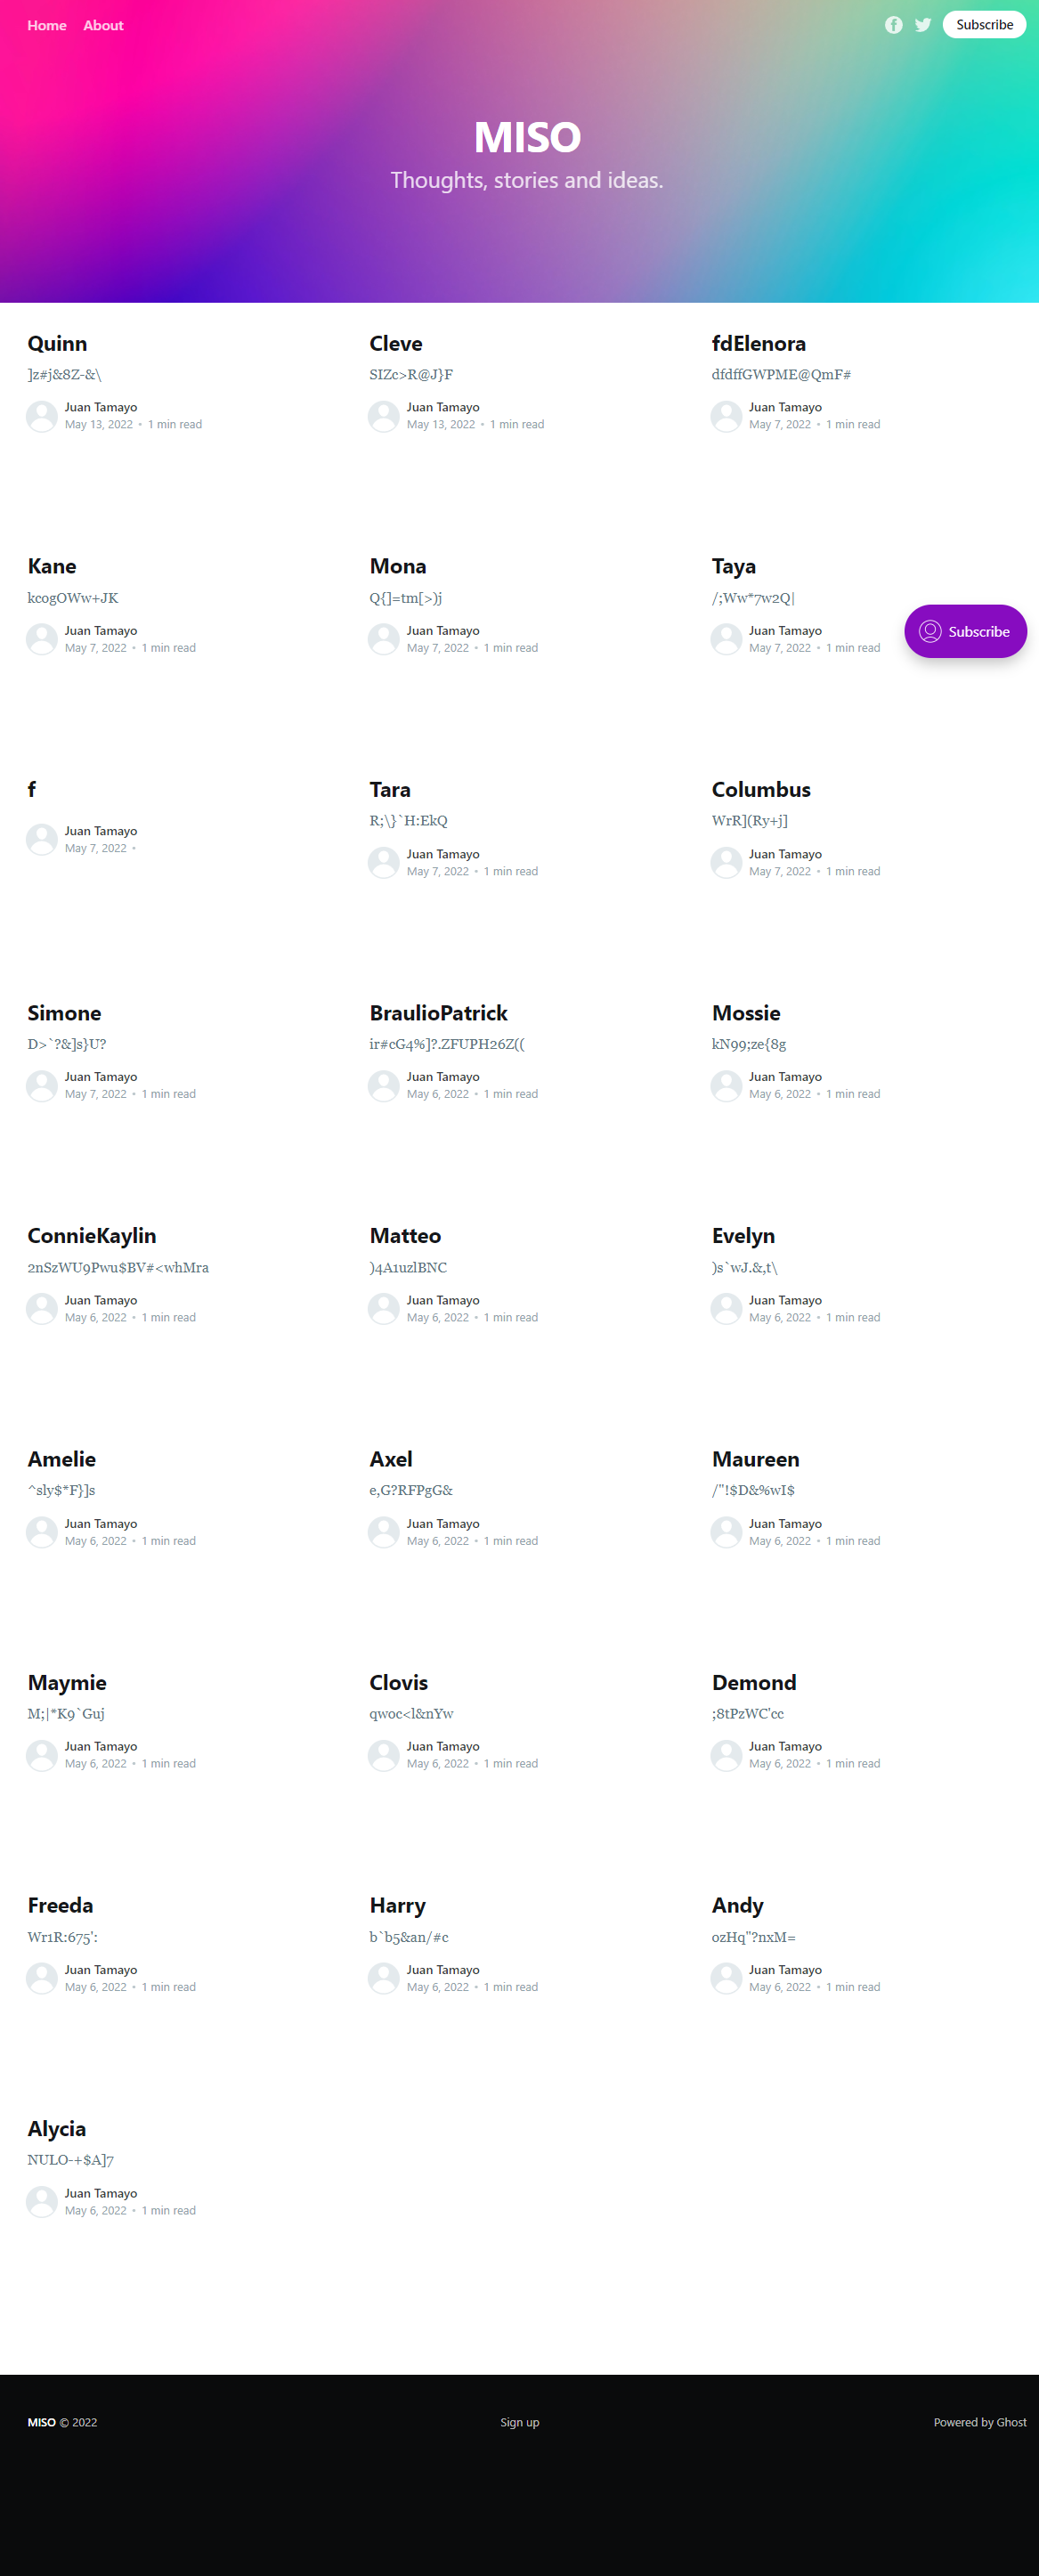 Home About Subscribe
MISO
Thoughts, stories and ideas.
Quinn
]z#j&8Z-&\
Juan Tamayo
May 13, 2022 • 1 min read
Cleve
SIZc>R@J}F
Juan Tamayo
May 13, 2022 • 1 min read
fdElenora
dfdffGWPME@QmF#
Juan Tamayo
May 7, 2022 • 1 min read
Kane
kcogOWw+JK
Juan Tamayo
May 7, 2022 • 1 min read
Mona
Q{]=tm[>)j
Juan Tamayo
May 7, 2022 • 1 min read
Taya
/;Ww*7w2Q|
Juan Tamayo
May 7, 2022 • 1 min read
Subscribe
f
Juan Tamayo
May 7, 2022 •
Tara
R;\}`H:EkQ
Juan Tamayo
May 7, 2022 • 1 min read
Columbus
WrR](Ry+j]
Juan Tamayo
May 7, 2022 • 1 min read
Simone
D>`?&]s}U?
Juan Tamayo
May 7, 2022 • 1 min read
BraulioPatrick
ir#cG4%]?.ZFUPH26Z((
Juan Tamayo
May 6, 2022 • 1 min read
Mossie
kN99;ze{8g
Juan Tamayo
May 6, 2022 • 1 min read
ConnieKaylin
2nSzWU9Pwu$BV#<whMra
Juan Tamayo
May 6, 2022 • 1 min read
Matteo
)4A1uzlBNC
Juan Tamayo
May 6, 2022 • 1 min read
Evelyn
)s`wJ.&,t\
Juan Tamayo
May 6, 2022 • 1 min read
Amelie
^sly$*F}]s
Juan Tamayo
May 6, 2022 • 1 min read
Axel
e,G?RFPgG&
Juan Tamayo
May 6, 2022 • 1 min read
Maureen
/"!$D&%wI$
Juan Tamayo
May 6, 2022 • 1 min read
Maymie
M;|*K9`Guj
Juan Tamayo
May 6, 2022 • 1 min read
Clovis
qwoc<l&nYw
Juan Tamayo
May 6, 2022 • 1 min read
Demond
;8tPzWC'cc
Juan Tamayo
May 6, 2022 • 1 min read
Freeda
Wr1R:675':
Juan Tamayo
May 6, 2022 • 1 min read
Harry
b`b5&an/#c
Juan Tamayo
May 6, 2022 • 1 min read
Andy
ozHq"?nxM=
Juan Tamayo
May 6, 2022 • 1 min read
Alycia
NULO-+$A]7
Juan Tamayo
May 6, 2022 • 1 min read
MISO © 2022 Sign up Powered by Ghost